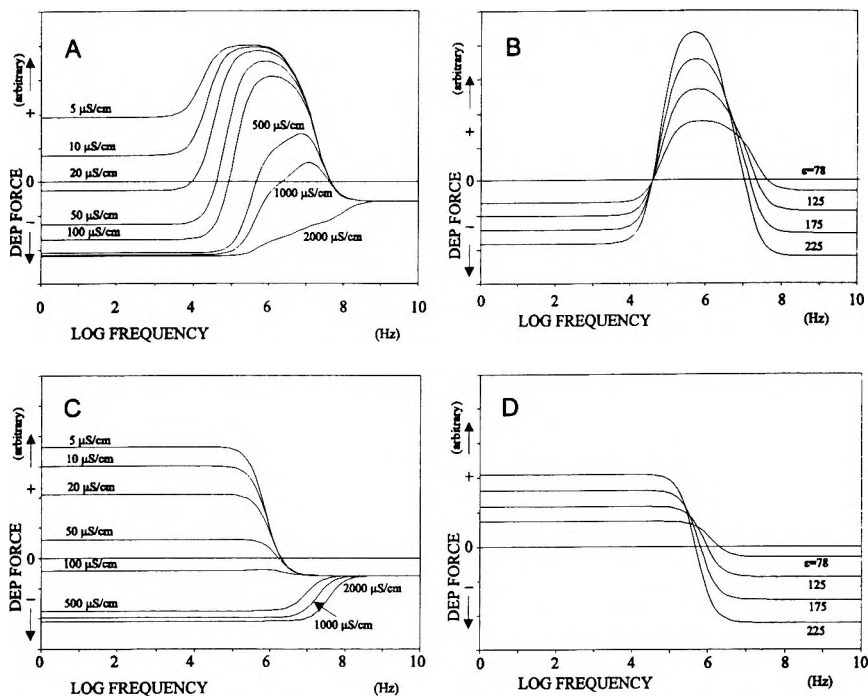 A
(arbitrary)
+
0
−
DEP FORCE
5 µS/cm
10 µS/cm
20 µS/cm
50 µS/cm
100 µS/cm
500 µS/cm
1000 µS/cm
2000 µS/cm
0 2 4 6 8 10
LOG FREQUENCY (Hz)
B
(arbitrary)
+
0
−
DEP FORCE
ε=78
125
175
225
0 2 4 6 8 10
LOG FREQUENCY (Hz)
C
(arbitrary)
+
0
−
DEP FORCE
5 µS/cm
10 µS/cm
20 µS/cm
50 µS/cm
100 µS/cm
500 µS/cm
2000 µS/cm
1000 µS/cm
0 2 4 6 8 10
LOG FREQUENCY (Hz)
D
(arbitrary)
+
0
−
DEP FORCE
ε=78
125
175
225
0 2 4 6 8 10
LOG FREQUENCY (Hz)